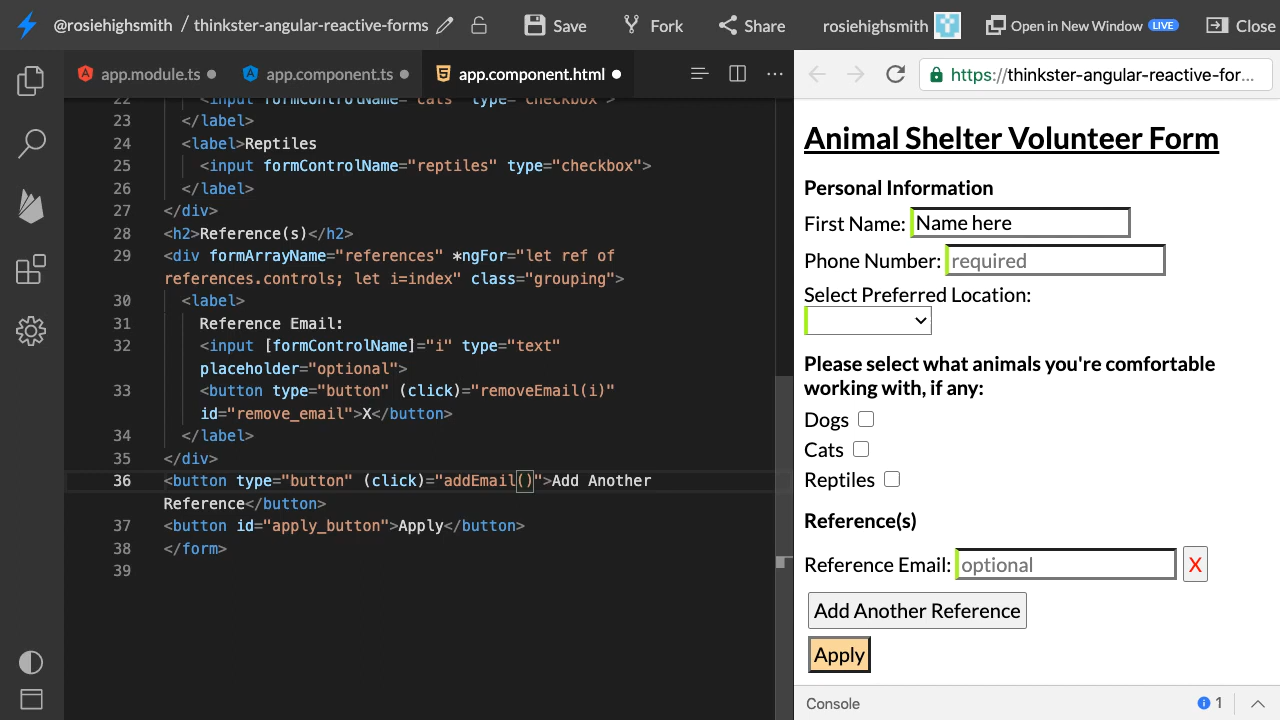 @rosiehighsmith / thinkster-angular-reactive-forms Save Fork Share rosiehighsmith Open in New Window LIVE Close
app.module.ts app.component.ts app.component.html
https://thinkster-angular-reactive-for...
22 <input formControlName="cats" type="checkbox">
23 </label>
24 <label>Reptiles
25 <input formControlName="reptiles" type="checkbox">
26 </label>
27 </div>
28 <h2>Reference(s)</h2>
29 <div formArrayName="references" *ngFor="let ref of
references.controls; let i=index" class="grouping">
30 <label>
31 Reference Email:
32 <input [formControlName]="i" type="text"
placeholder="optional">
33 <button type="button" (click)="removeEmail(i)"
id="remove_email">X</button>
34 </label>
35 </div>
36 <button type="button" (click)="addEmail()">Add Another
Reference</button>
37 <button id="apply_button">Apply</button>
38 </form>
39
Animal Shelter Volunteer Form
Personal Information
First Name: Name here
Phone Number: required
Select Preferred Location:
Please select what animals you're comfortable
working with, if any:
Dogs
Cats
Reptiles
Reference(s)
Reference Email: optional X
Add Another Reference
Apply
Console 1